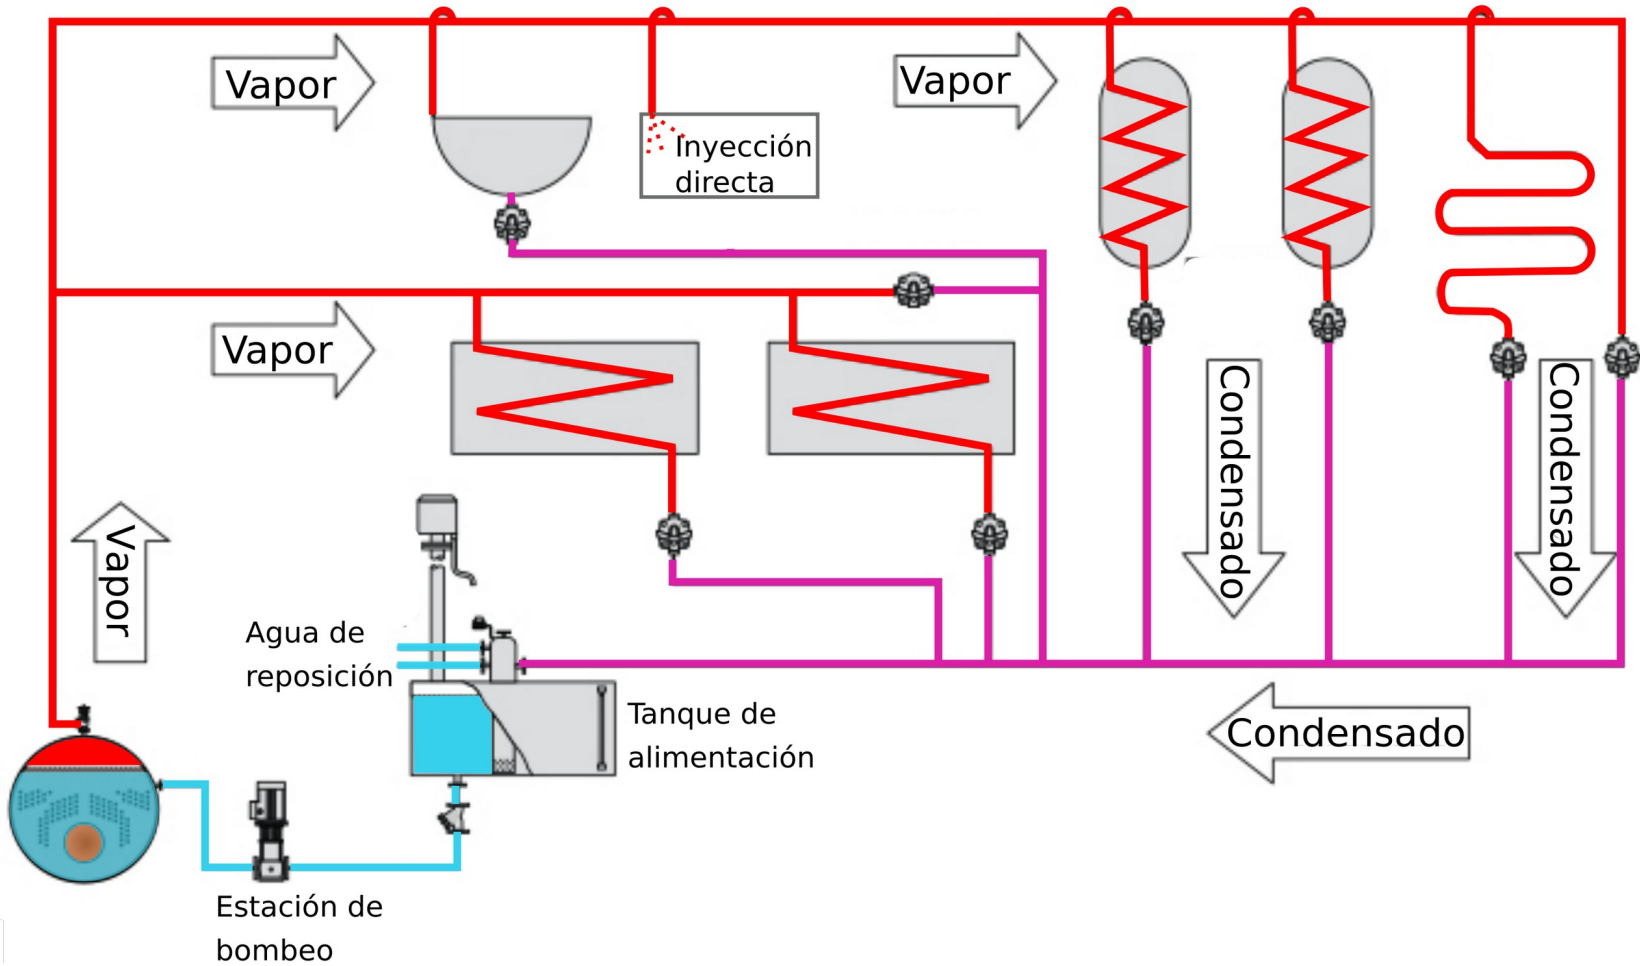 Vapor
Vapor
Inyección
directa
Vapor
Condensado
Condensado
Vapor
Agua de
reposición
Tanque de
alimentación
Condensado
Estación de
bombeo